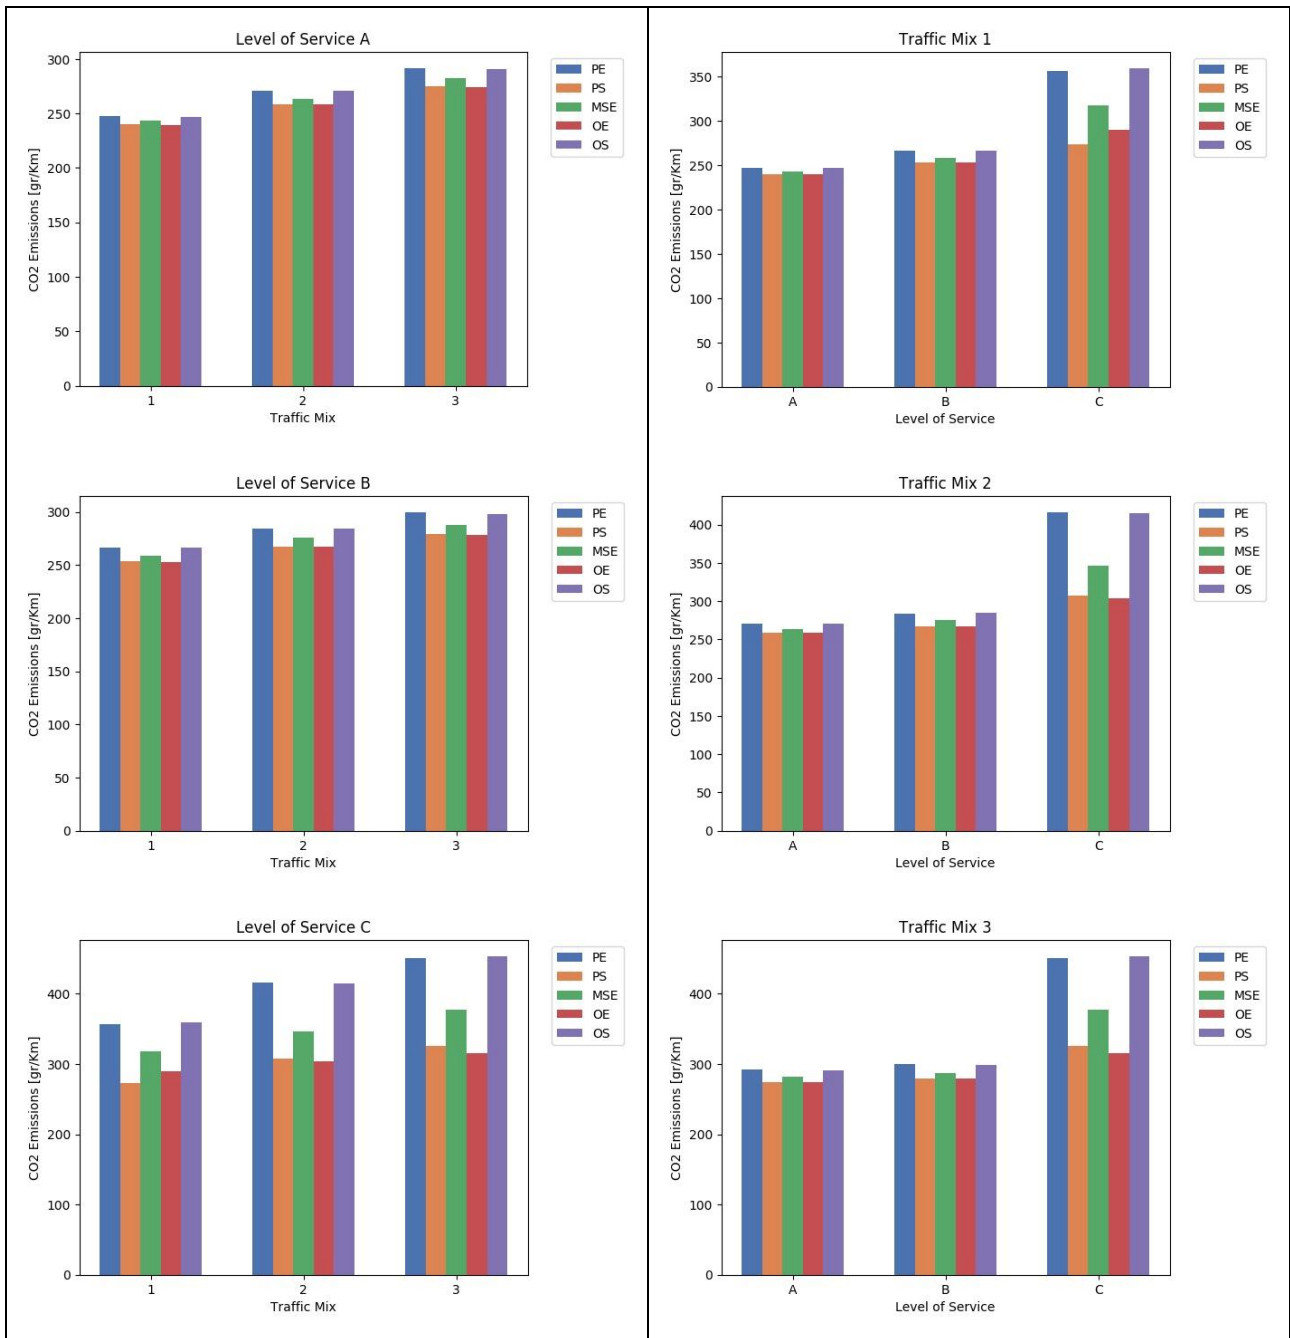 Level of Service A
300
250
200
150
100
50
0
CO2 Emissions [gr/Km]
1 2 3
Traffic Mix
PE
PS
MSE
OE
OS
Traffic Mix 1
350
300
250
200
150
100
50
0
CO2 Emissions [gr/Km]
A B C
Level of Service
PE
PS
MSE
OE
OS
Level of Service B
300
250
200
150
100
50
0
CO2 Emissions [gr/Km]
1 2 3
Traffic Mix
PE
PS
MSE
OE
OS
Traffic Mix 2
400
350
300
250
200
150
100
50
0
CO2 Emissions [gr/Km]
A B C
Level of Service
PE
PS
MSE
OE
OS
Level of Service C
400
300
200
100
0
CO2 Emissions [gr/Km]
1 2 3
Traffic Mix
PE
PS
MSE
OE
OS
Traffic Mix 3
400
300
200
100
0
CO2 Emissions [gr/Km]
A B C
Level of Service
PE
PS
MSE
OE
OS